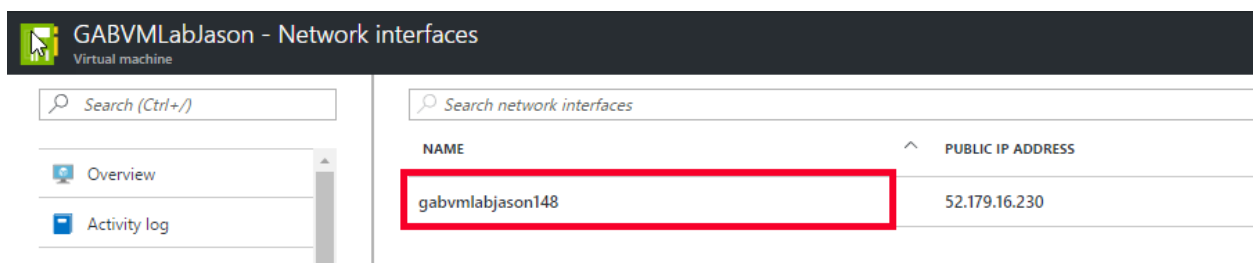 GABVMLabJason - Network interfaces
Virtual machine
Search (Ctrl+/)
Search network interfaces
NAME
PUBLIC IP ADDRESS
Overview
gabvmlabjason148
52.179.16.230
Activity log